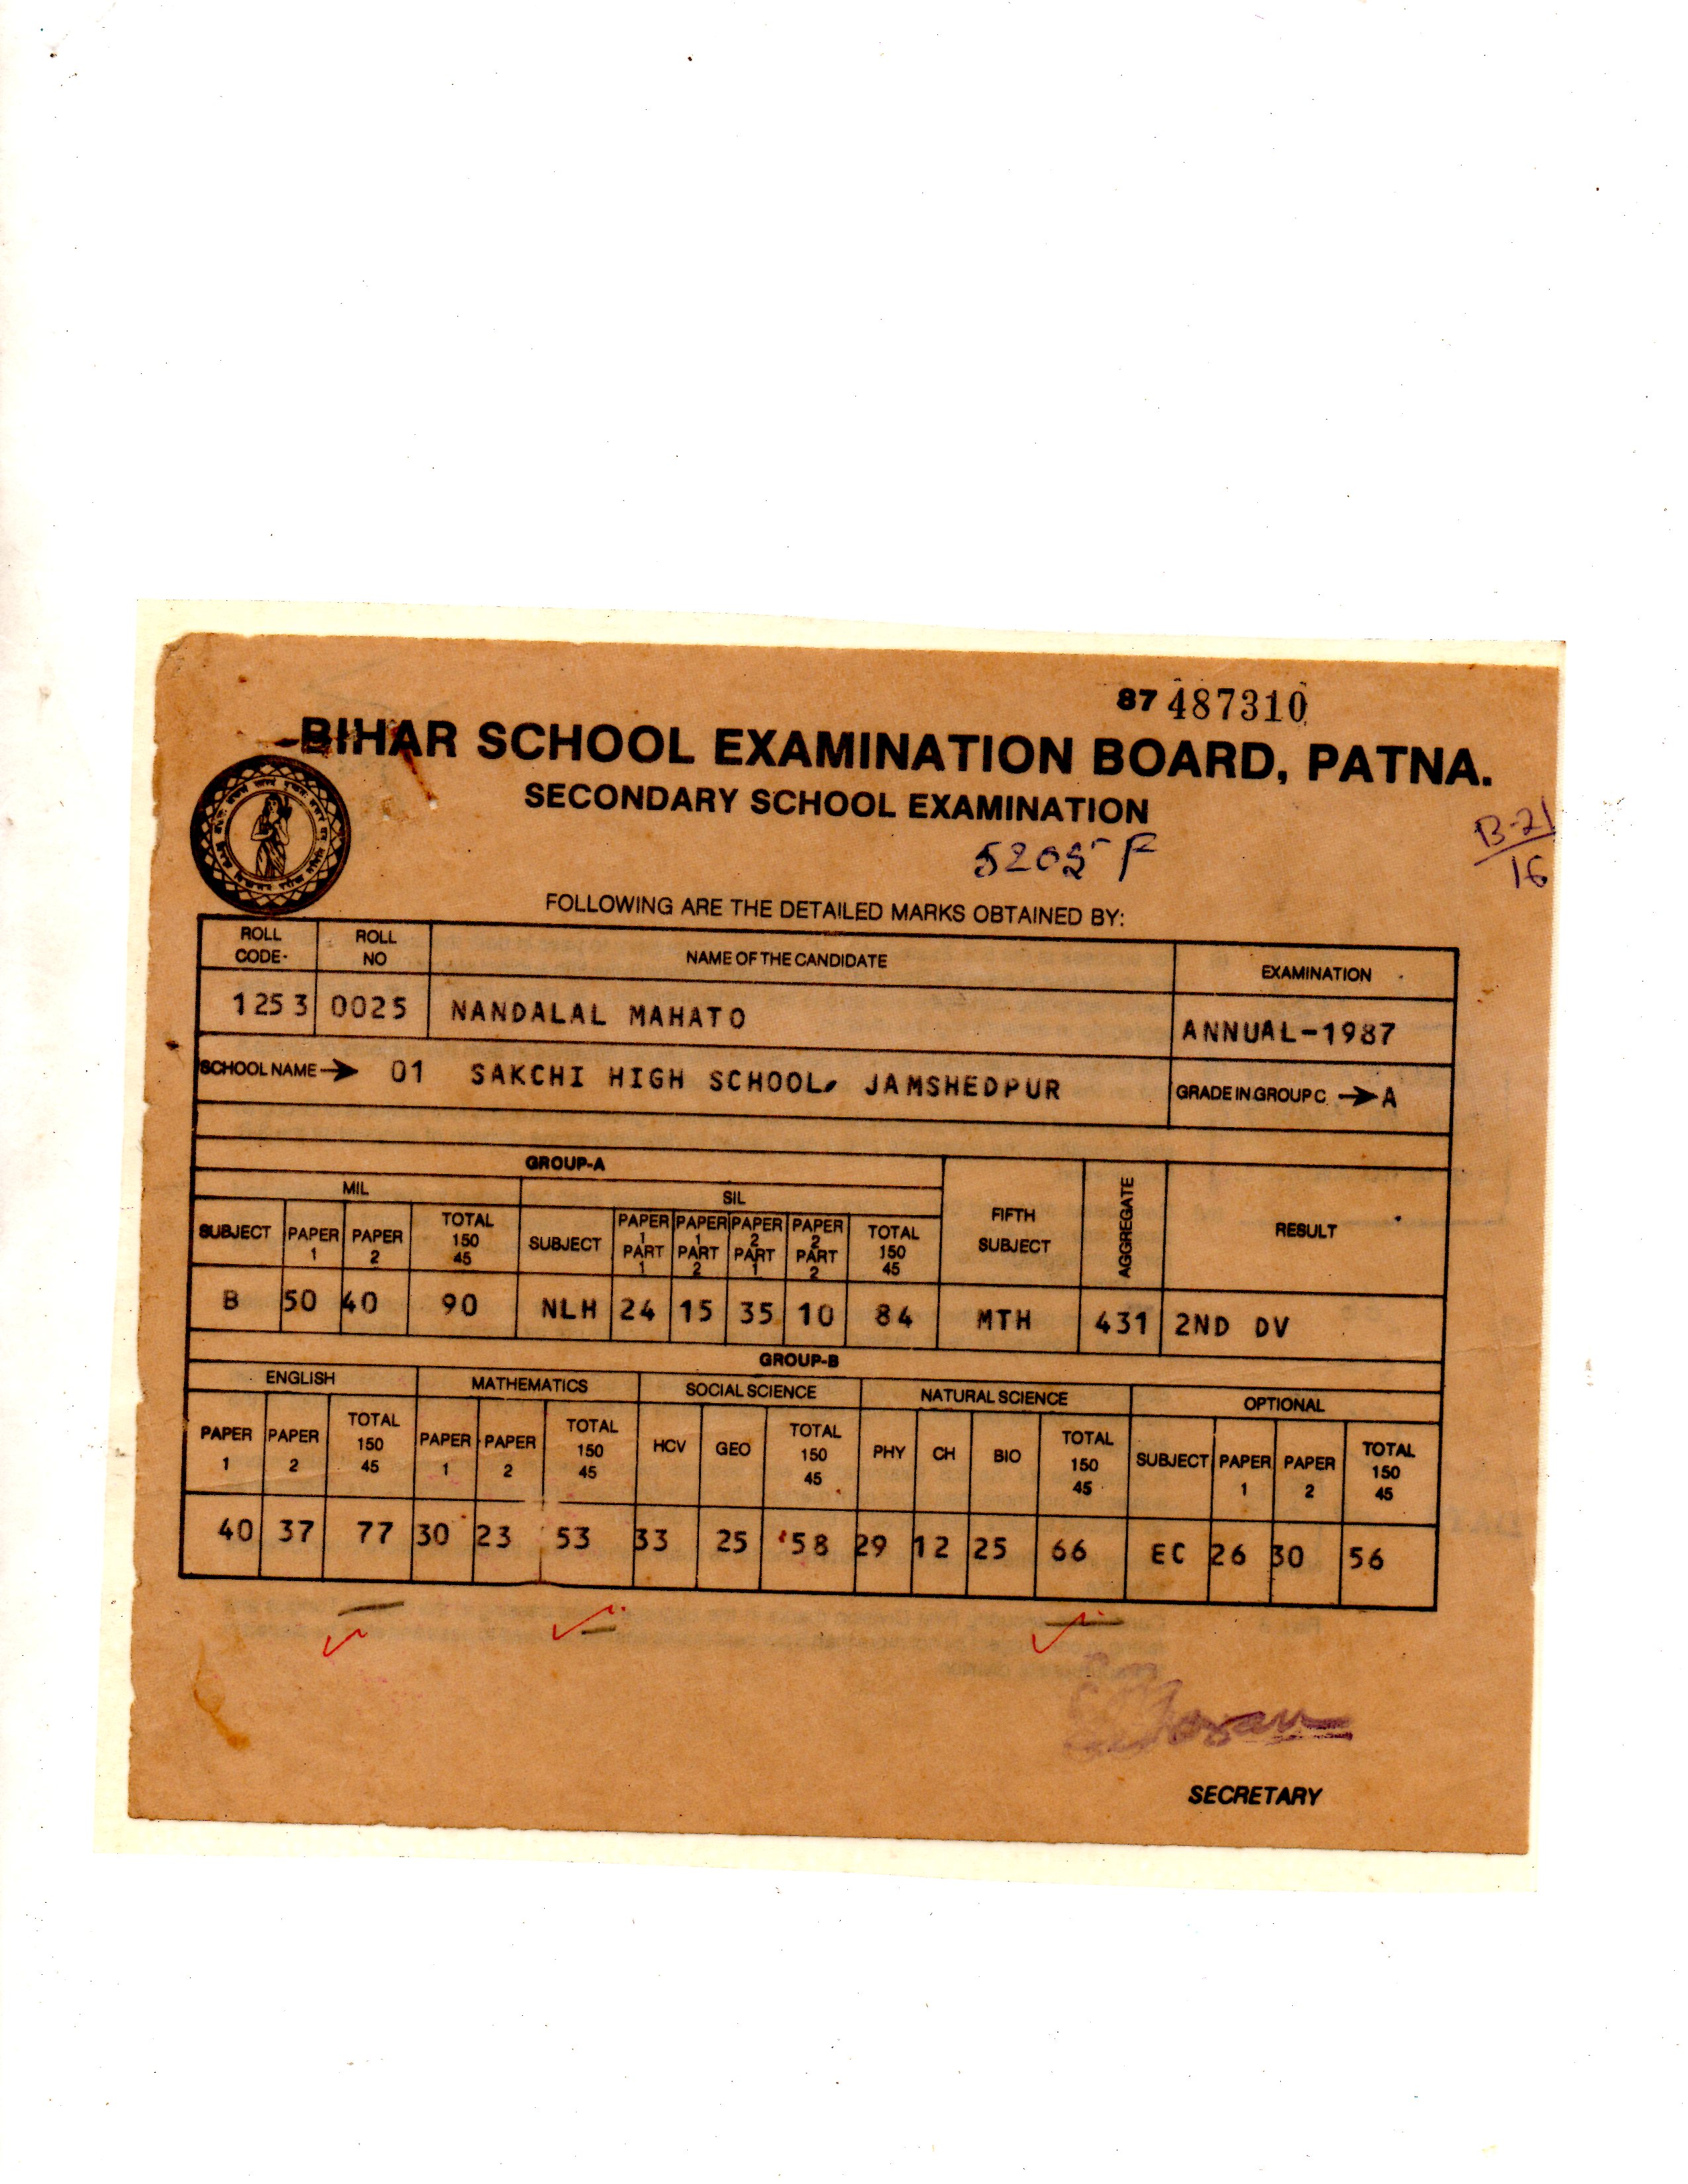 87 487310
BIHAR SCHOOL EXAMINATION BOARD, PATNA.
SECONDARY SCHOOL EXAMINATION
5205 F
B-21
16
FOLLOWING ARE THE DETAILED MARKS OBTAINED BY:
ROLL CODE- ROLL NO NAME OF THE CANDIDATE EXAMINATION
1253 0025 NANDALAL MAHATO ANNUAL-1987
SCHOOL NAME → 01 SAKCHI HIGH SCHOOL, JAMSHEDPUR GRADE IN GROUP C → A
GROUP-A
MIL SIL FIFTH SUBJECT AGGREGATE RESULT
SUBJECT PAPER 1 PAPER 2 TOTAL 150 45 SUBJECT PAPER 1 PART 1 PAPER 1 PART 2 PAPER 2 PART 1 PAPER 2 PART 2 TOTAL 150 45
B 50 40 90 NLH 24 15 35 10 84 MTH 431 2ND DV
GROUP-B
ENGLISH MATHEMATICS SOCIAL SCIENCE NATURAL SCIENCE OPTIONAL
PAPER 1 PAPER 2 TOTAL 150 45 PAPER 1 PAPER 2 TOTAL 150 45 HCV GEO TOTAL 150 45 PHY CH BIO TOTAL 150 45 SUBJECT PAPER 1 PAPER 2 TOTAL 150 45
40 37 77 30 23 53 33 25 58 29 12 25 66 EC 26 30 56
SECRETARY